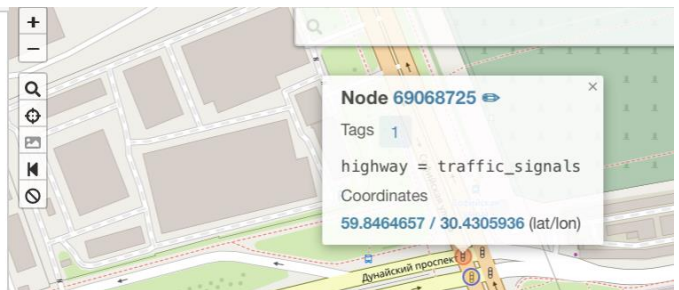 +
−
Node 69068725
×
Tags 1
highway = traffic_signals
Coordinates
59.8464657 / 30.4305936 (lat/lon)
Дунайский проспект